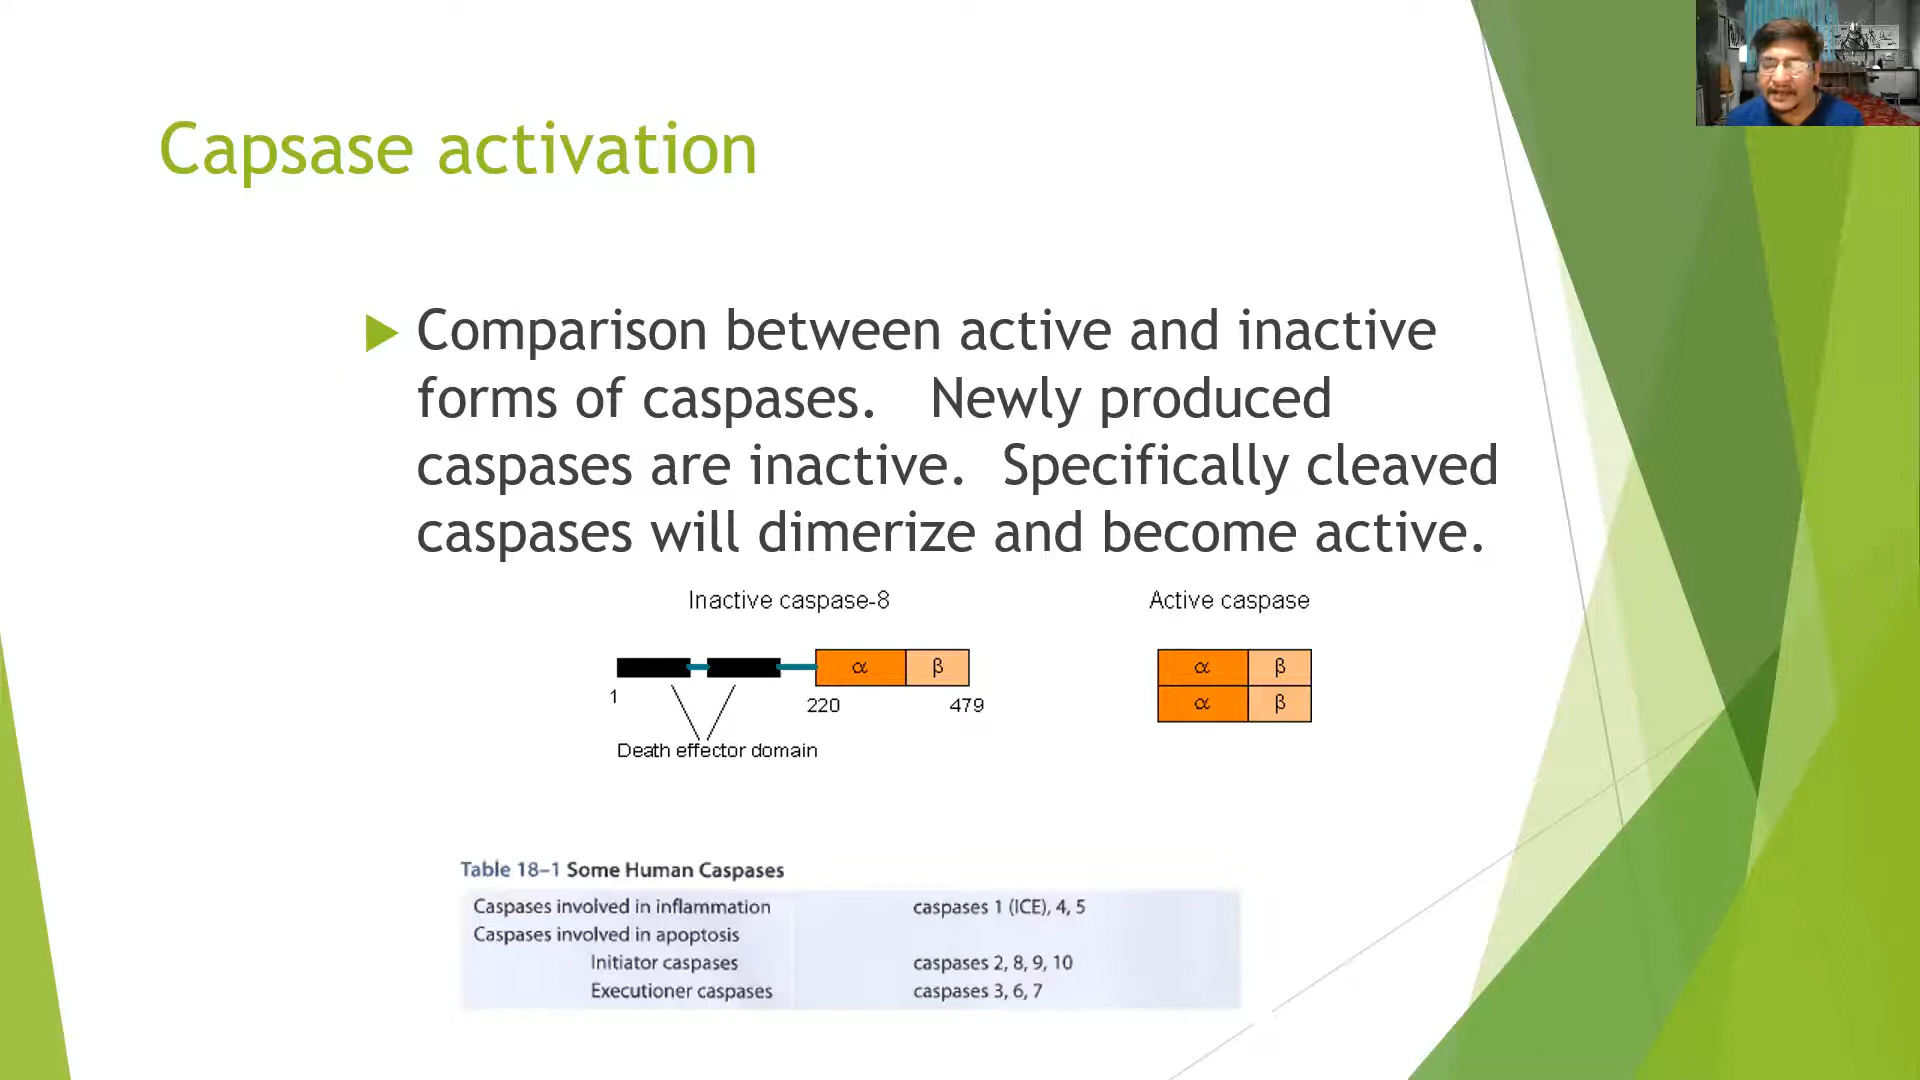 Capsase activation
Comparison between active and inactive
forms of caspases. Newly produced
caspases are inactive. Specifically cleaved
caspases will dimerize and become active.
Inactive caspase-8
Active caspase
α β
α β
α β
1
220
479
Death effector domain
Table 18–1 Some Human Caspases
Caspases involved in inflammation caspases 1 (ICE), 4, 5
Caspases involved in apoptosis
Initiator caspases caspases 2, 8, 9, 10
Executioner caspases caspases 3, 6, 7